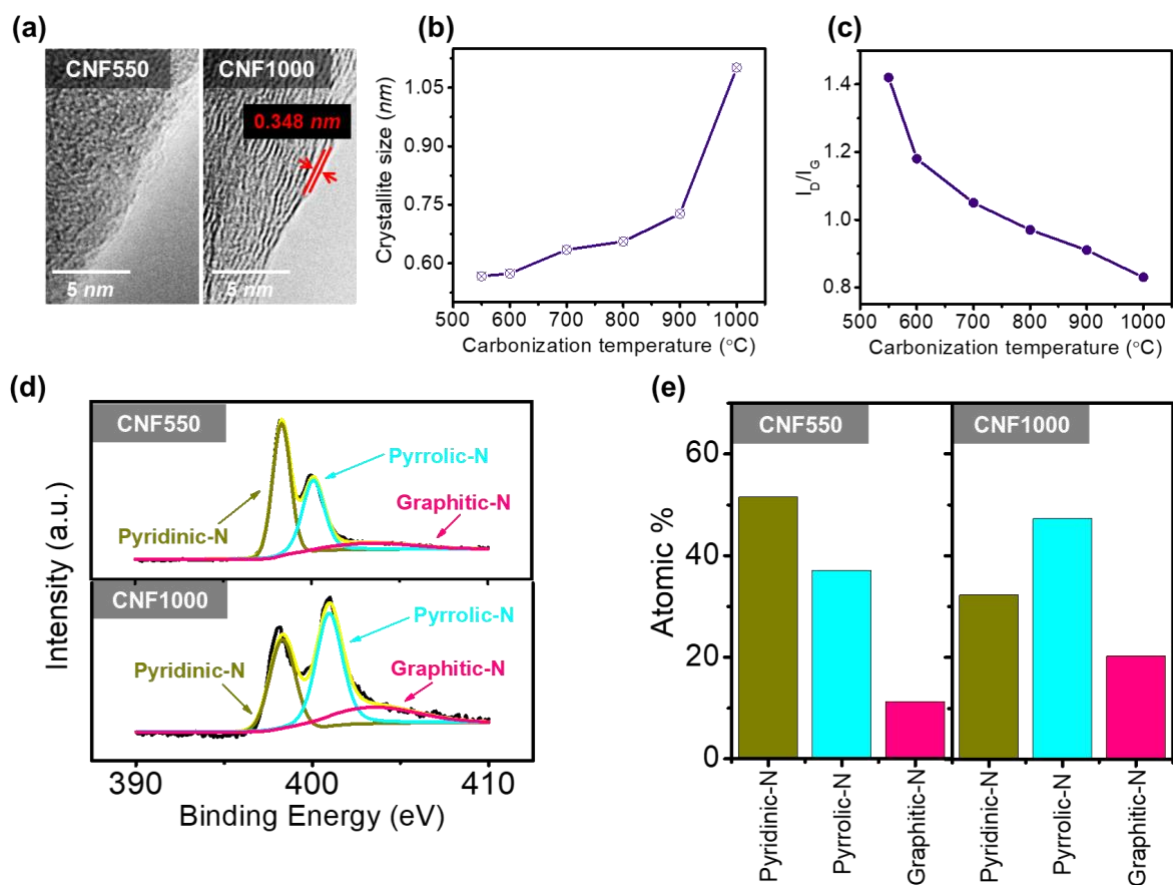 (a)
CNF550
5 nm
CNF1000
0.348 nm
(b)
Crystallite size (nm)
1.05
0.90
0.75
0.60
500 600 700 800 900 1000
Carbonization temperature (°C)
(c)
I_D/I_G
1.4
1.2
1.0
0.8
500 600 700 800 900 1000
Carbonization temperature (°C)
(d)
Intensity (a.u.)
CNF550
Pyrrolic-N
Graphitic-N
Pyridinic-N
CNF1000
Pyrrolic-N
Pyridinic-N
Graphitic-N
390 400 410
Binding Energy (eV)
(e)
Atomic %
60
40
20
0
CNF550
CNF1000
Pyridinic-N
Pyrrolic-N
Graphitic-N
Pyridinic-N
Pyrrolic-N
Graphitic-N
5 nm